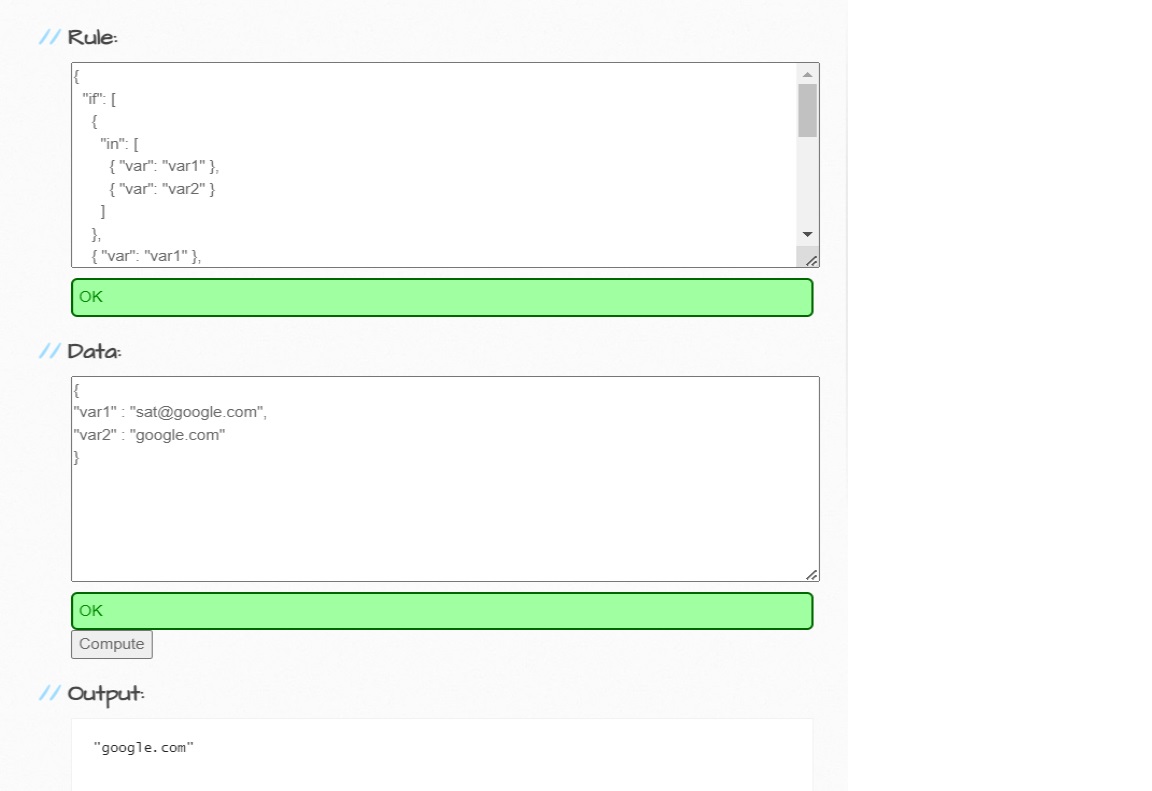 // Rule:
{
"if": [
{
"in": [
{ "var": "var1" },
{ "var": "var2" }
]
},
{ "var": "var1" },
OK
// Data:
{
"var1" : "sat@google.com",
"var2" : "google.com"
}
OK
Compute
// Output:
"google.com"